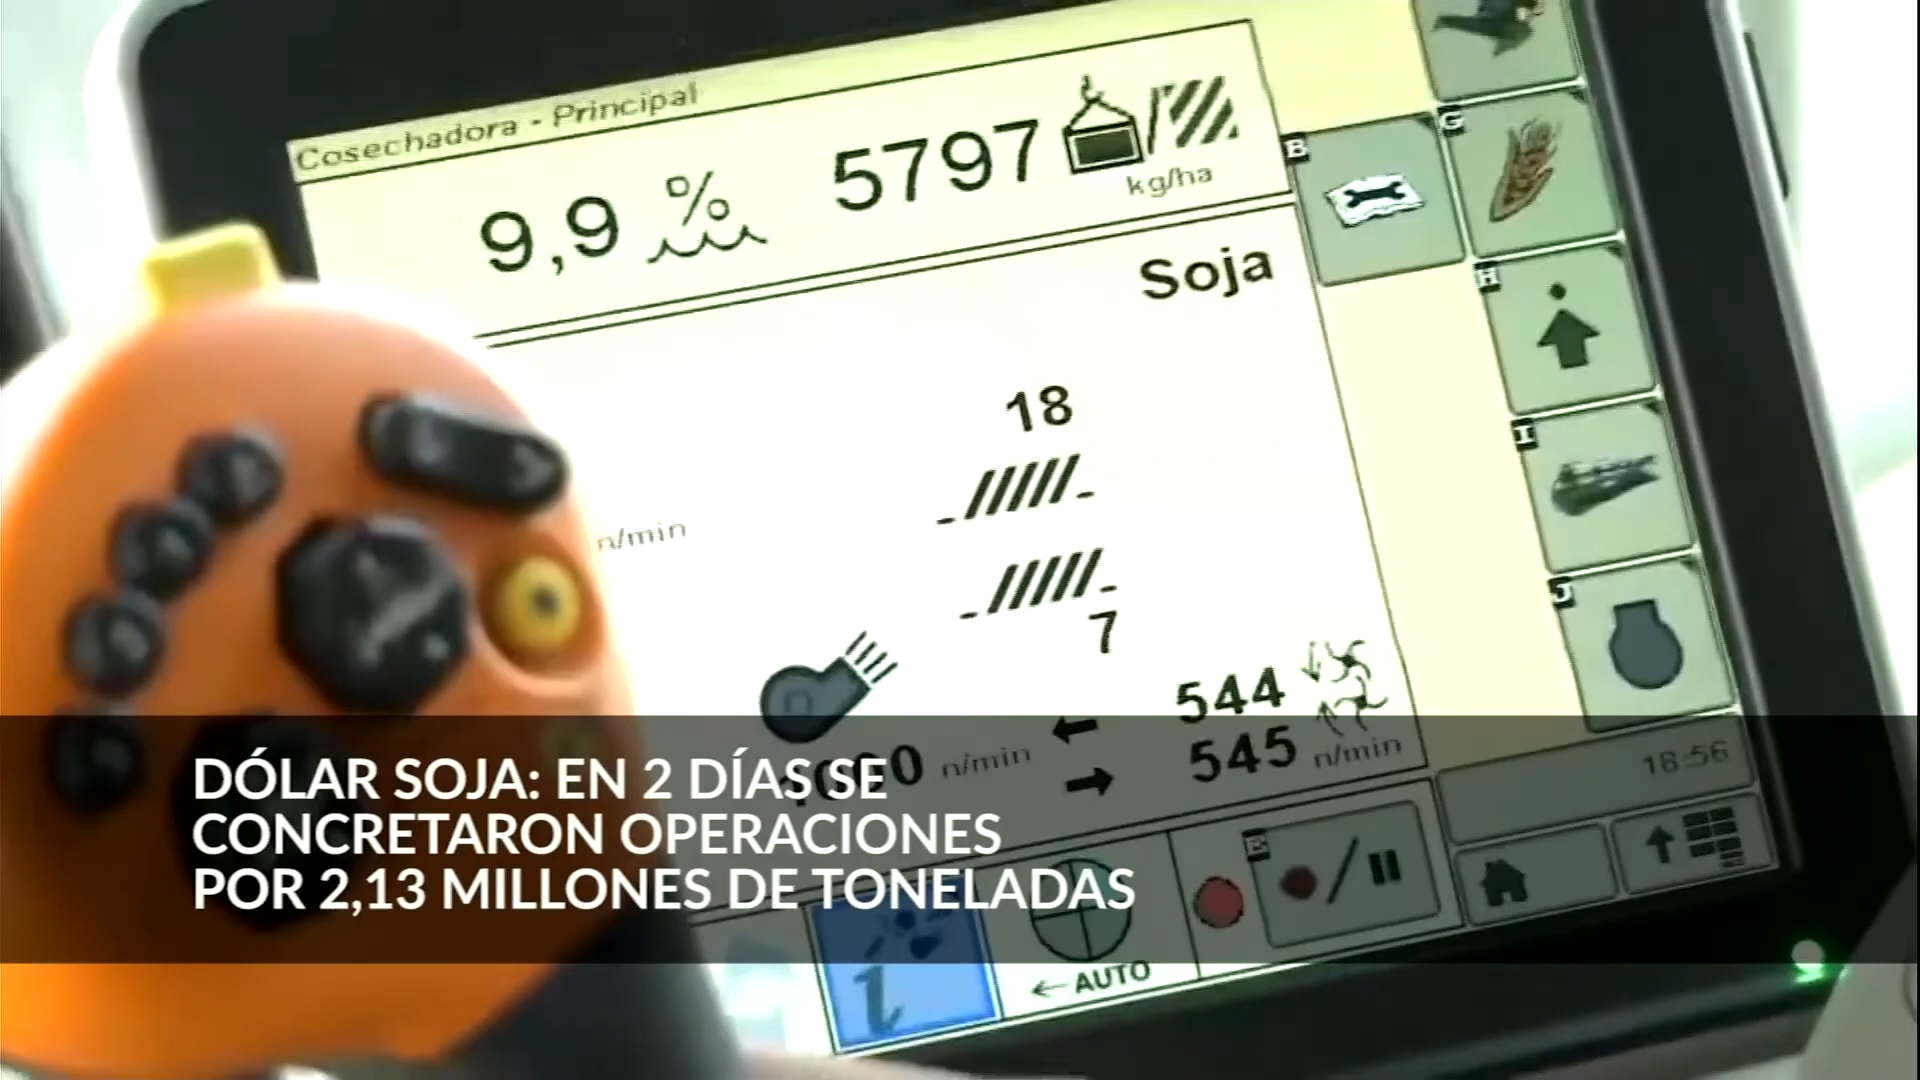 Cosechadora - Principal
9,9 %
5797
kg/ha
B
G
Soja
H
18
I
n/min
7
J
544
545 n/min
n/min
18:56
DÓLAR SOJA: EN 2 DÍAS SE
CONCRETARON OPERACIONES
POR 2,13 MILLONES DE TONELADAS
E
i
← AUTO